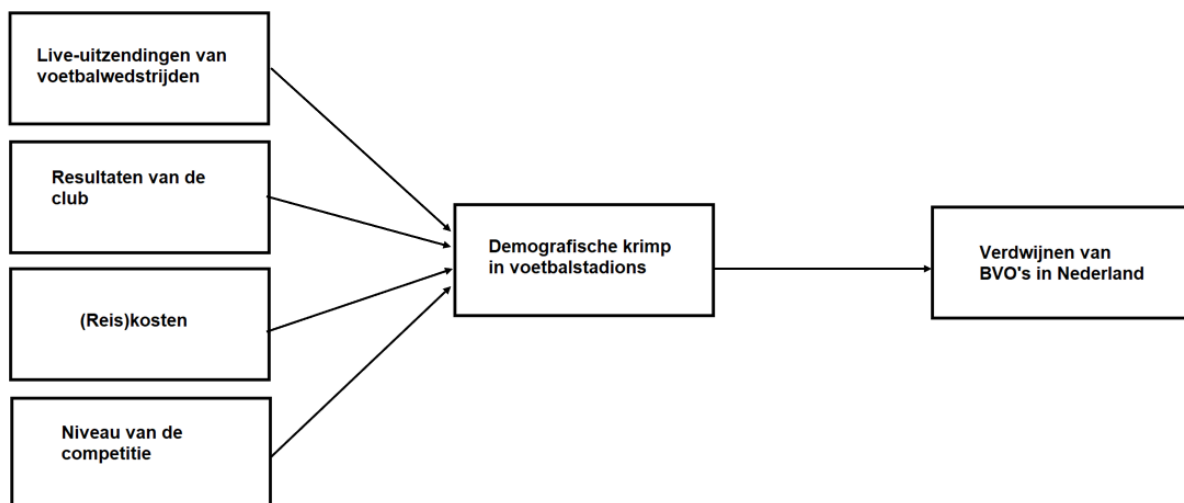 Live-uitzendingen van
voetbalwedstrijden
Resultaten van de
club
(Reis)kosten
Niveau van de
competitie
Demografische krimp
in voetbalstadions
Verdwijnen van
BVO's in Nederland